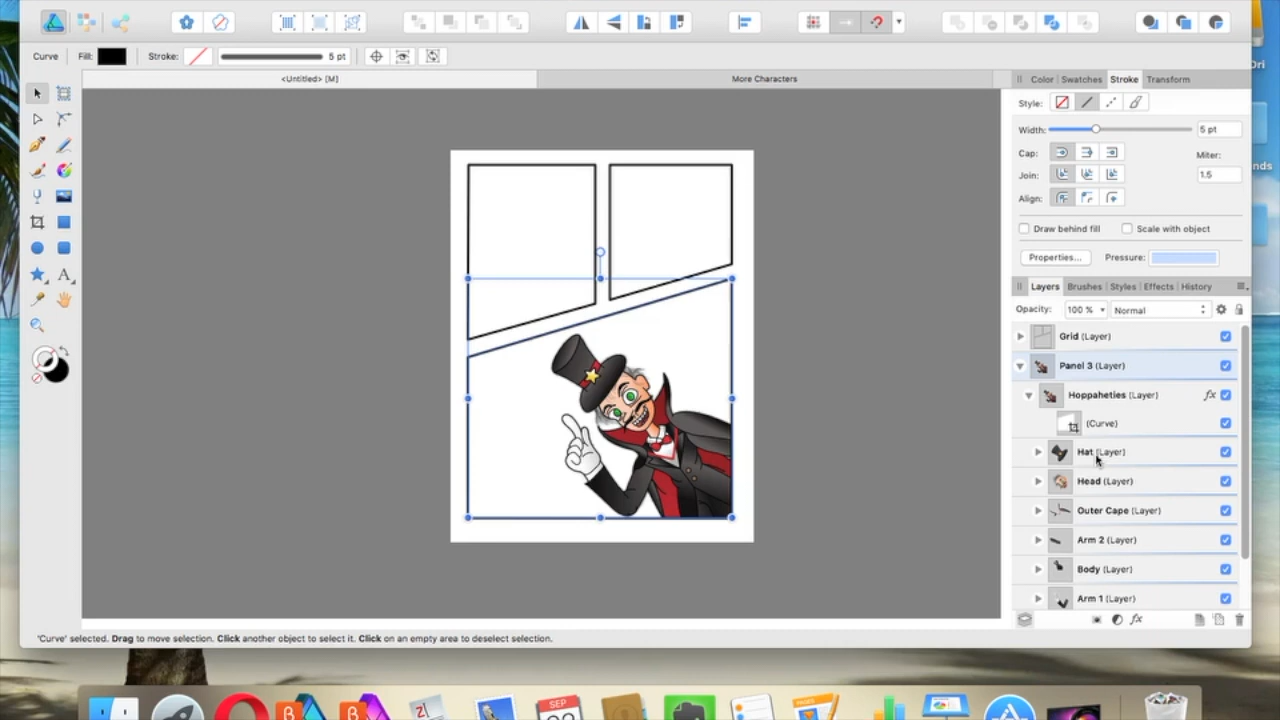 Curve
Fill:
Stroke:
5 pt
<Untitled> [M]
More Characters
Color
Swatches
Stroke
Transform
Style:
Width:
5 pt
Cap:
Miter:
Join:
1.5
Align:
Draw behind fill
Scale with object
Properties...
Pressure:
Layers
Brushes
Styles
Effects
History
Opacity:
100 %
Normal
Grid (Layer)
Panel 3 (Layer)
Hoppaheties (Layer)
fx
(Curve)
Hat (Layer)
Head (Layer)
Outer Cape (Layer)
Arm 2 (Layer)
Body (Layer)
Arm 1 (Layer)
fx
'Curve' selected. Drag to move selection. Click another object to select it. Click on an empty area to deselect selection.
SEP
A